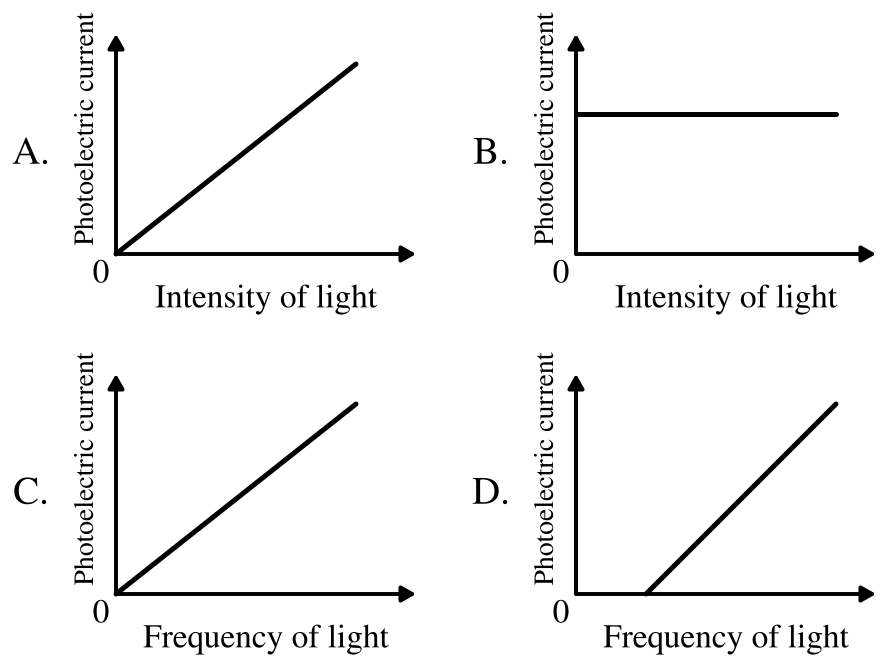 A.
Photoelectric current
0
Intensity of light
B.
Photoelectric current
0
Intensity of light
C.
Photoelectric current
0
Frequency of light
D.
Photoelectric current
0
Frequency of light